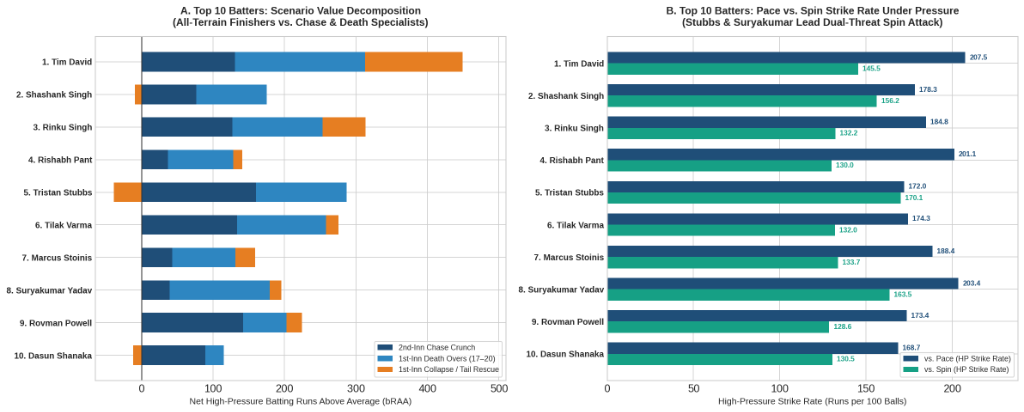 A. Top 10 Batters: Scenario Value Decomposition
(All-Terrain Finishers vs. Chase & Death Specialists)
1. Tim David
2. Shashank Singh
3. Rinku Singh
4. Rishabh Pant
5. Tristan Stubbs
6. Tilak Varma
7. Marcus Stoinis
8. Suryakumar Yadav
9. Rovman Powell
10. Dasun Shanaka
2nd-Inn Chase Crunch
1st-Inn Death Overs (17–20)
1st-Inn Collapse / Tail Rescue
0 100 200 300 400 500
Net High-Pressure Batting Runs Above Average (bRAA)
B. Top 10 Batters: Pace vs. Spin Strike Rate Under Pressure
(Stubbs & Suryakumar Lead Dual-Threat Spin Attack)
1. Tim David
207.5
145.5
2. Shashank Singh
178.3
156.2
3. Rinku Singh
184.8
132.2
4. Rishabh Pant
201.1
130.0
5. Tristan Stubbs
172.0
170.1
6. Tilak Varma
174.3
132.0
7. Marcus Stoinis
188.4
133.7
8. Suryakumar Yadav
203.4
163.5
9. Rovman Powell
173.4
128.6
10. Dasun Shanaka
168.7
130.5
vs. Pace (HP Strike Rate)
vs. Spin (HP Strike Rate)
0 50 100 150 200
High-Pressure Strike Rate (Runs per 100 Balls)